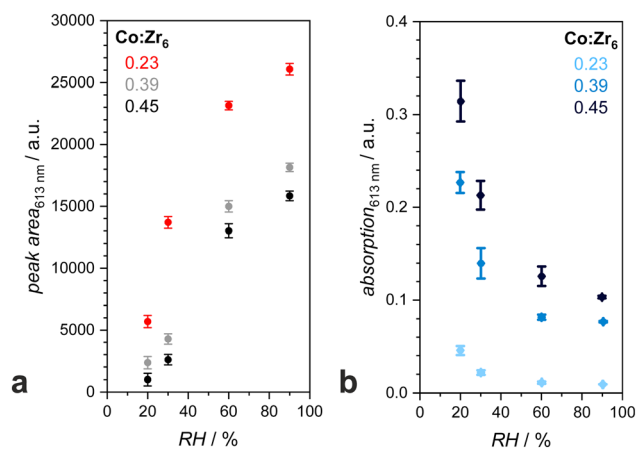 30000
25000
20000
15000
10000
5000
0
peak area613 nm / a.u.
Co:Zr6
0.23
0.39
0.45
0 20 40 60 80 100
RH / %
a
0.4
0.3
0.2
0.1
0.0
absorption613 nm / a.u.
Co:Zr6
0.23
0.39
0.45
0 20 40 60 80 100
RH / %
b